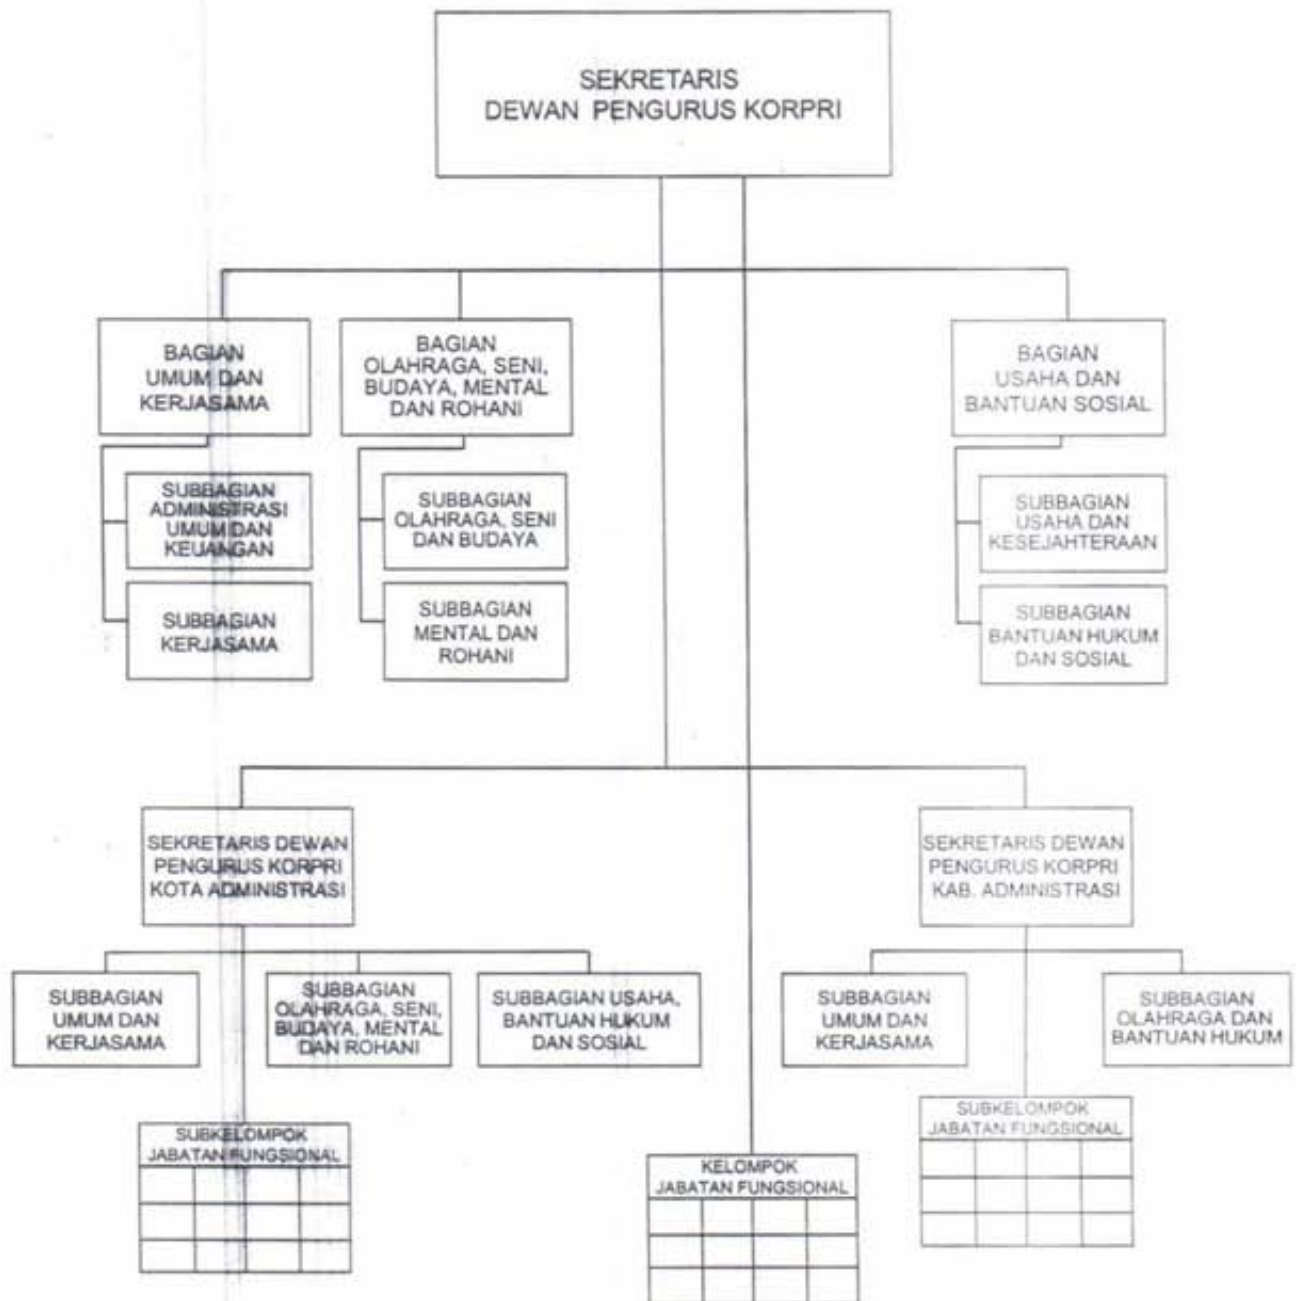 SEKRETARIS
DEWAN PENGURUS KORPRI
BAGIAN
UMUM DAN
KERJASAMA
BAGIAN
OLAHRAGA, SENI,
BUDAYA, MENTAL
DAN ROHANI
BAGIAN
USAHA DAN
BANTUAN SOSIAL
SUBBAGIAN
ADMINISTRASI
UMUM DAN
KEUANGAN
SUBBAGIAN
OLAHRAGA, SENI
DAN BUDAYA
SUBBAGIAN
USAHA DAN
KESEJAHTERAAN
SUBBAGIAN
KERJASAMA
SUBBAGIAN
MENTAL DAN
ROHANI
SUBBAGIAN
BANTUAN HUKUM
DAN SOSIAL
SEKRETARIS DEWAN
PENGURUS KORPRI
KOTA ADMINISTRASI
SEKRETARIS DEWAN
PENGURUS KORPRI
KAB. ADMINISTRASI
SUBBAGIAN
UMUM DAN
KERJASAMA
SUBBAGIAN
OLAHRAGA, SENI,
BUDAYA, MENTAL
DAN ROHANI
SUBBAGIAN USAHA,
BANTUAN HUKUM
DAN SOSIAL
SUBBAGIAN
UMUM DAN
KERJASAMA
SUBBAGIAN
OLAHRAGA DAN
BANTUAN HUKUM
SUBKELOMPOK
JABATAN FUNGSIONAL
KELOMPOK
JABATAN FUNGSIONAL
SUBKELOMPOK
JABATAN FUNGSIONAL